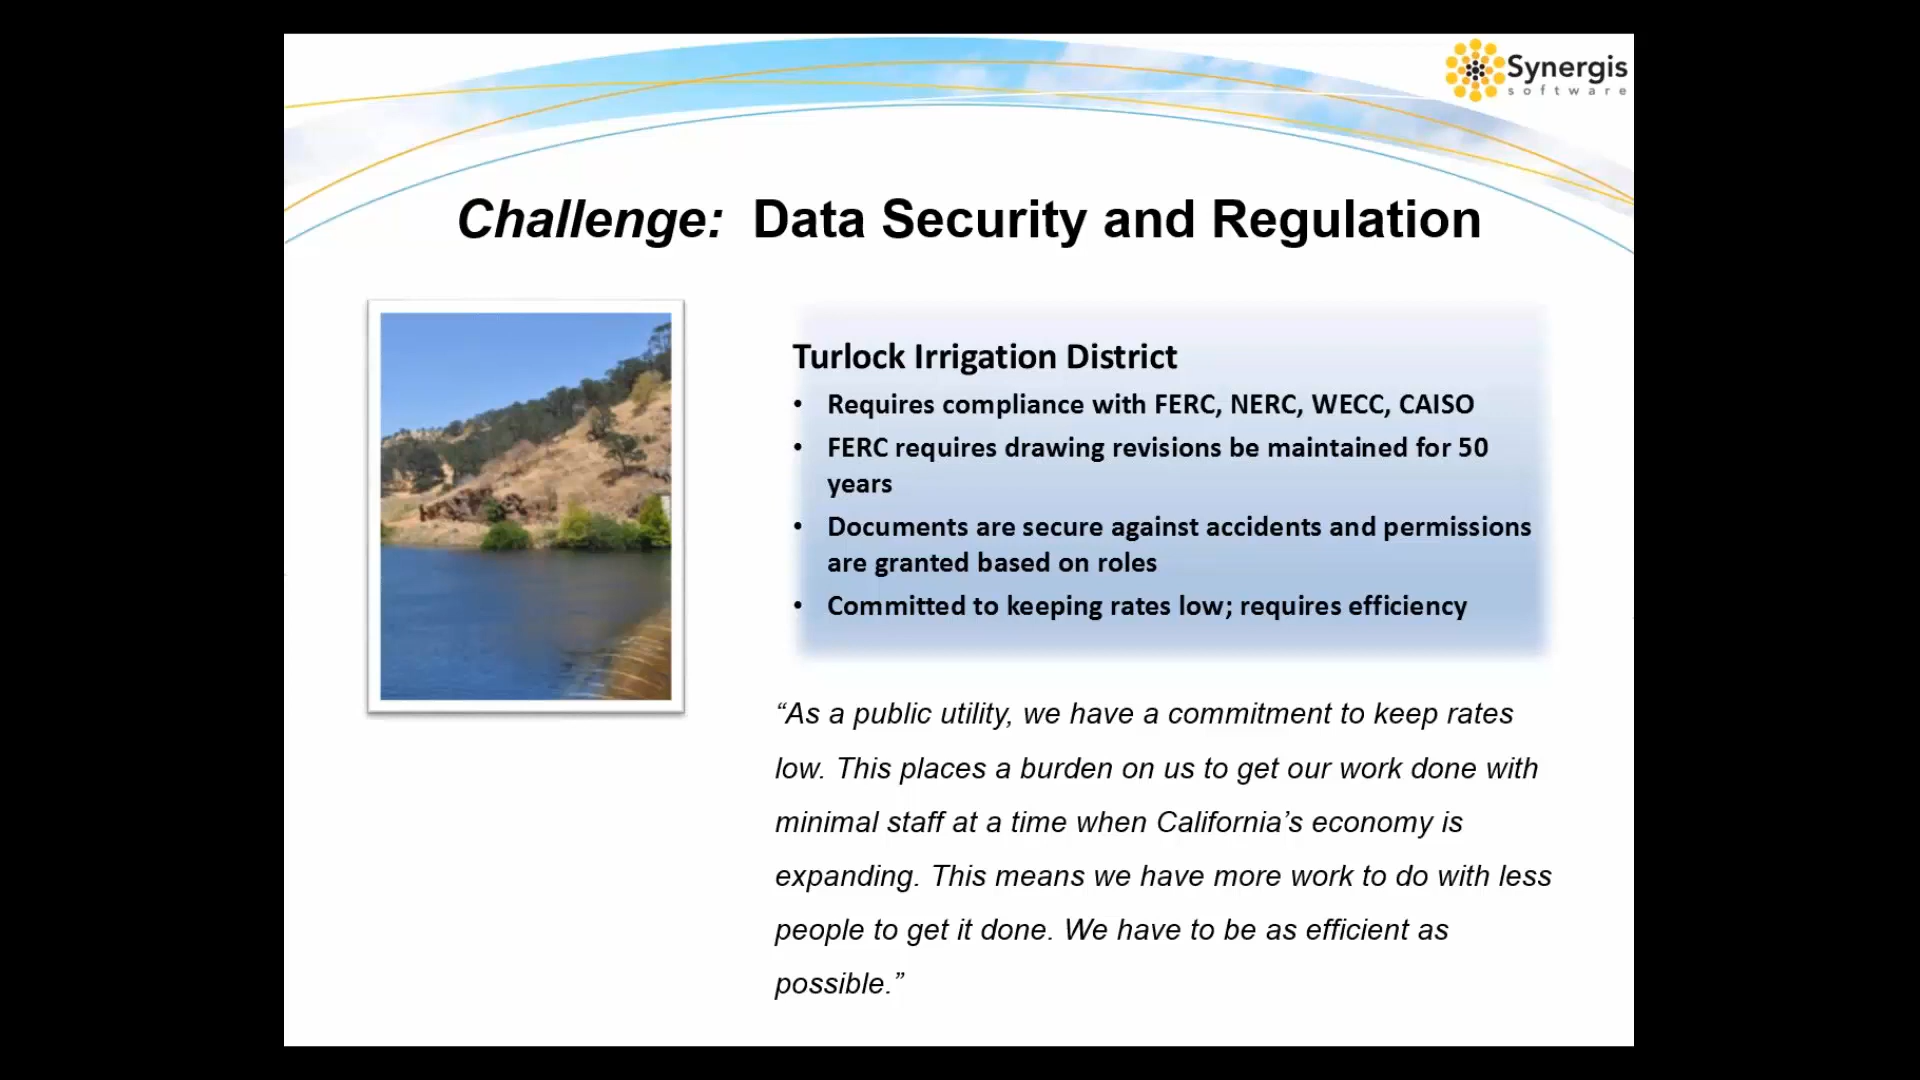 Synergis
software
Challenge: Data Security and Regulation
Turlock Irrigation District
• Requires compliance with FERC, NERC, WECC, CAISO
• FERC requires drawing revisions be maintained for 50
years
• Documents are secure against accidents and permissions
are granted based on roles
• Committed to keeping rates low; requires efficiency
“As a public utility, we have a commitment to keep rates
low. This places a burden on us to get our work done with
minimal staff at a time when California’s economy is
expanding. This means we have more work to do with less
people to get it done. We have to be as efficient as
possible.”